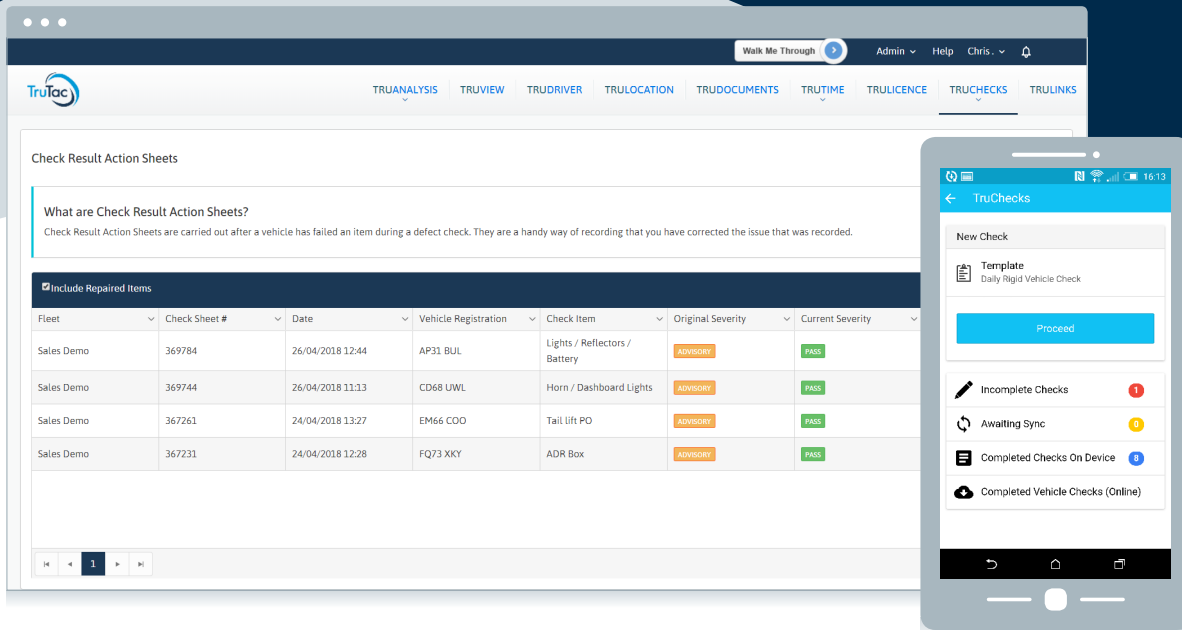 Walk Me Through
Admin Help Chris .
TruTac
TRUANALYSIS TRUVIEW TRUDRIVER TRULOCATION TRUDOCUMENTS TRUTIME TRULICENCE TRUCHECKS TRULINKS
Check Result Action Sheets
What are Check Result Action Sheets?
Check Result Action Sheets are carried out after a vehicle has failed an item during a defect check. They are a handy way of recording that you have corrected the issue that was recorded.
Include Repaired Items
Fleet Check Sheet # Date Vehicle Registration Check Item Original Severity Current Severity
Sales Demo 369784 26/04/2018 12:44 AP31 BUL Lights / Reflectors / Battery ADVISORY PASS
Sales Demo 369744 26/04/2018 11:13 CD68 UWL Horn / Dashboard Lights ADVISORY PASS
Sales Demo 367261 24/04/2018 13:27 EM66 COO Tail lift PO ADVISORY PASS
Sales Demo 367231 24/04/2018 12:28 FQ73 XKY ADR Box ADVISORY PASS
1
16:13
TruChecks
New Check
Template
Daily Rigid Vehicle Check
Proceed
Incomplete Checks 1
Awaiting Sync 0
Completed Checks On Device 8
Completed Vehicle Checks (Online)